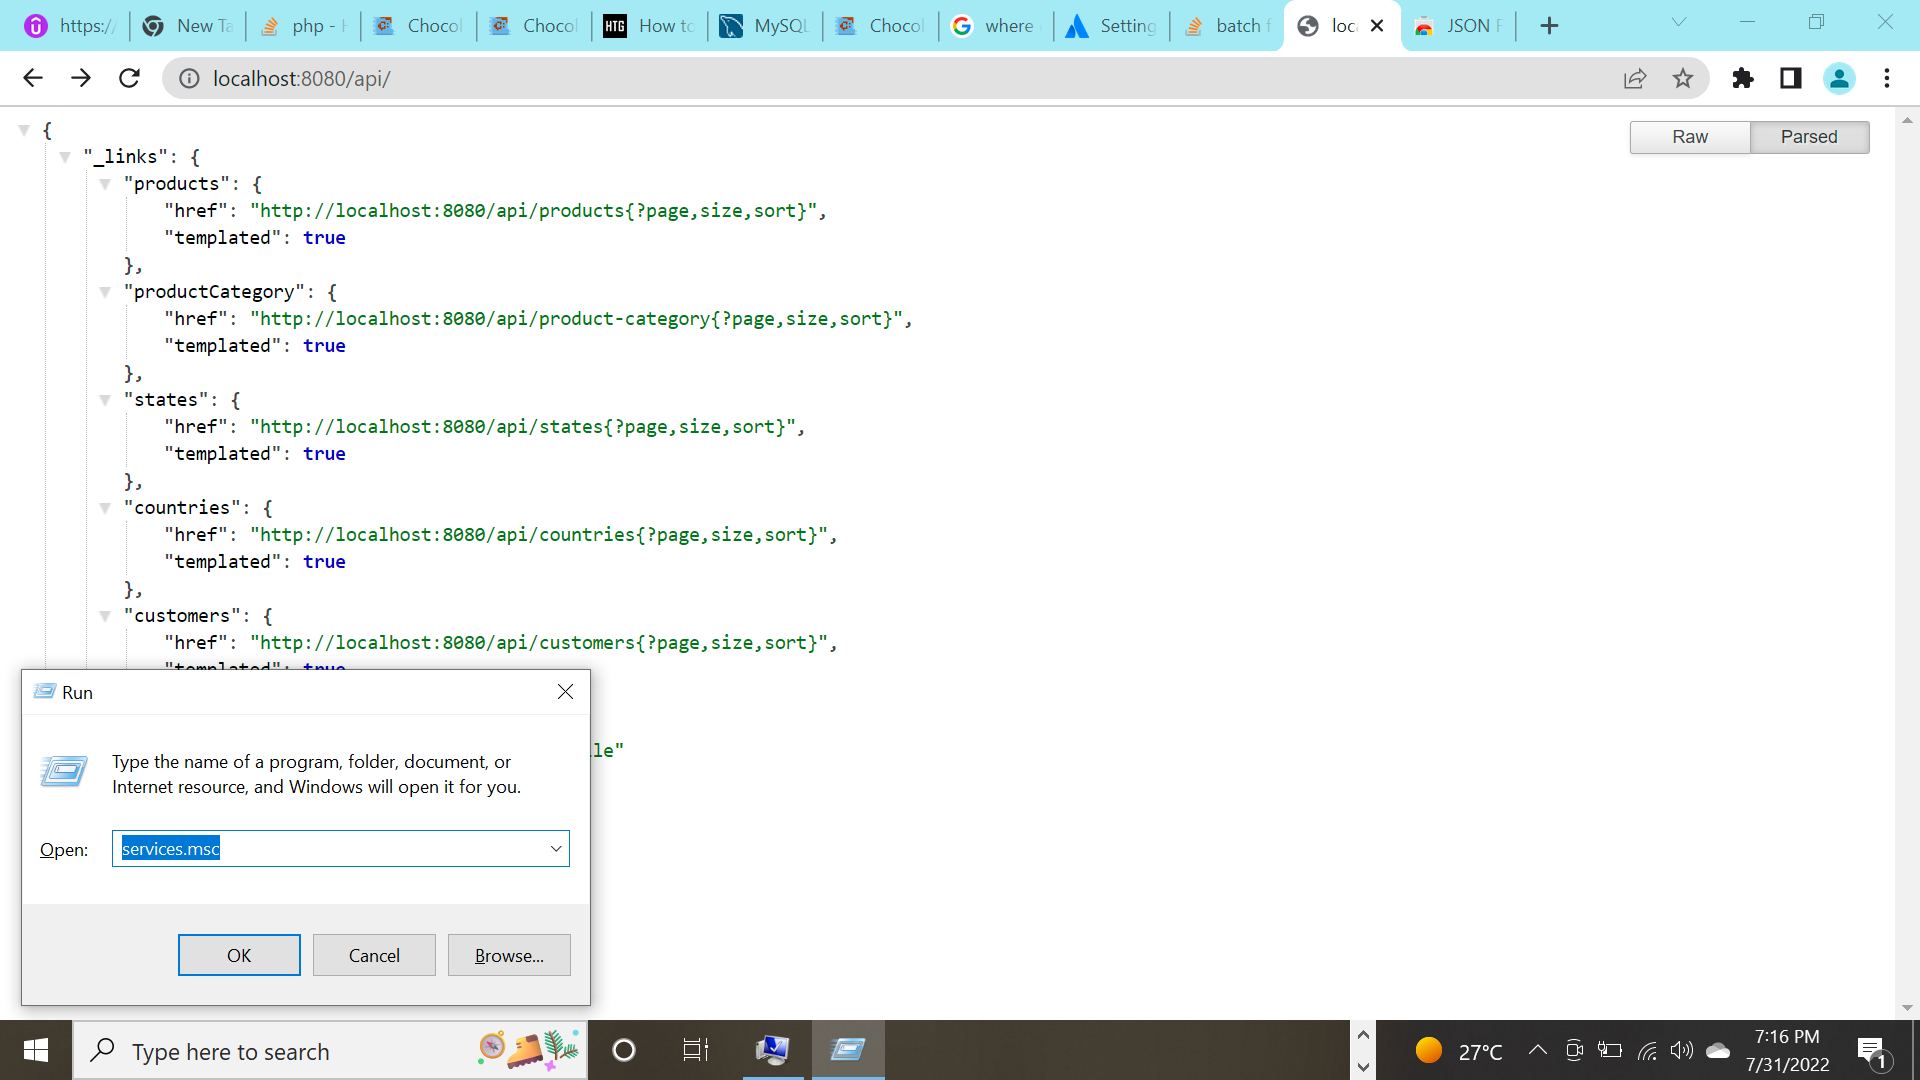 https:/
New Ta
php - H
Chocol
Chocol
HTG How to
MySQL
Chocol
where
Setting
batch f
loc
JSON F
localhost:8080/api/
Raw
Parsed
{
"_links": {
"products": {
"href": "http://localhost:8080/api/products{?page,size,sort}",
"templated": true
},
"productCategory": {
"href": "http://localhost:8080/api/product-category{?page,size,sort}",
"templated": true
},
"states": {
"href": "http://localhost:8080/api/states{?page,size,sort}",
"templated": true
},
"countries": {
"href": "http://localhost:8080/api/countries{?page,size,sort}",
"templated": true
},
"customers": {
"href": "http://localhost:8080/api/customers{?page,size,sort}",
"templated": true
le"
Run
Type the name of a program, folder, document, or
Internet resource, and Windows will open it for you.
Open:
services.msc
OK
Cancel
Browse...
Type here to search
27°C
7:16 PM
7/31/2022
1